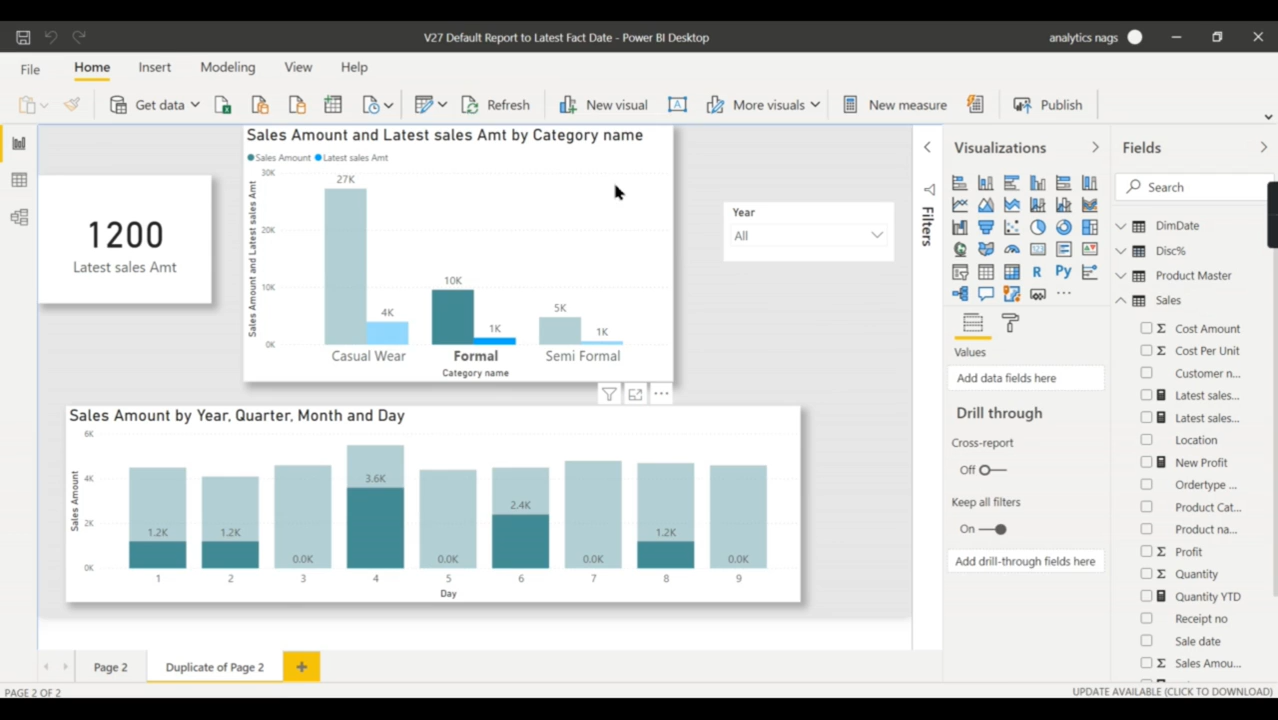 V27 Default Report to Latest Fact Date - Power BI Desktop
analytics nags
File
Home
Insert
Modeling
View
Help
Get data
Refresh
New visual
More visuals
New measure
Publish
Sales Amount and Latest sales Amt by Category name
Sales Amount
Latest sales Amt
Sales Amount and Latest sales Amt
30K
20K
10K
0K
27K
4K
10K
1K
5K
1K
Casual Wear
Formal
Semi Formal
Category name
1200
Latest sales Amt
Year
All
Sales Amount by Year, Quarter, Month and Day
Sales Amount
6K
4K
2K
0K
1.2K
1.2K
0.0K
3.6K
0.0K
2.4K
0.0K
1.2K
0.0K
1
2
3
4
5
6
7
8
9
Day
Filters
Visualizations
R
Py
Values
Add data fields here
Drill through
Cross-report
Off
Keep all filters
On
Add drill-through fields here
Fields
Search
DimDate
Disc%
Product Master
Sales
Cost Amount
Cost Per Unit
Customer n...
Latest sales...
Latest sales...
Location
New Profit
Ordertype ...
Product Cat...
Product na...
Profit
Quantity
Quantity YTD
Receipt no
Sale date
Sales Amou...
Page 2
Duplicate of Page 2
PAGE 2 OF 2
UPDATE AVAILABLE (CLICK TO DOWNLOAD)